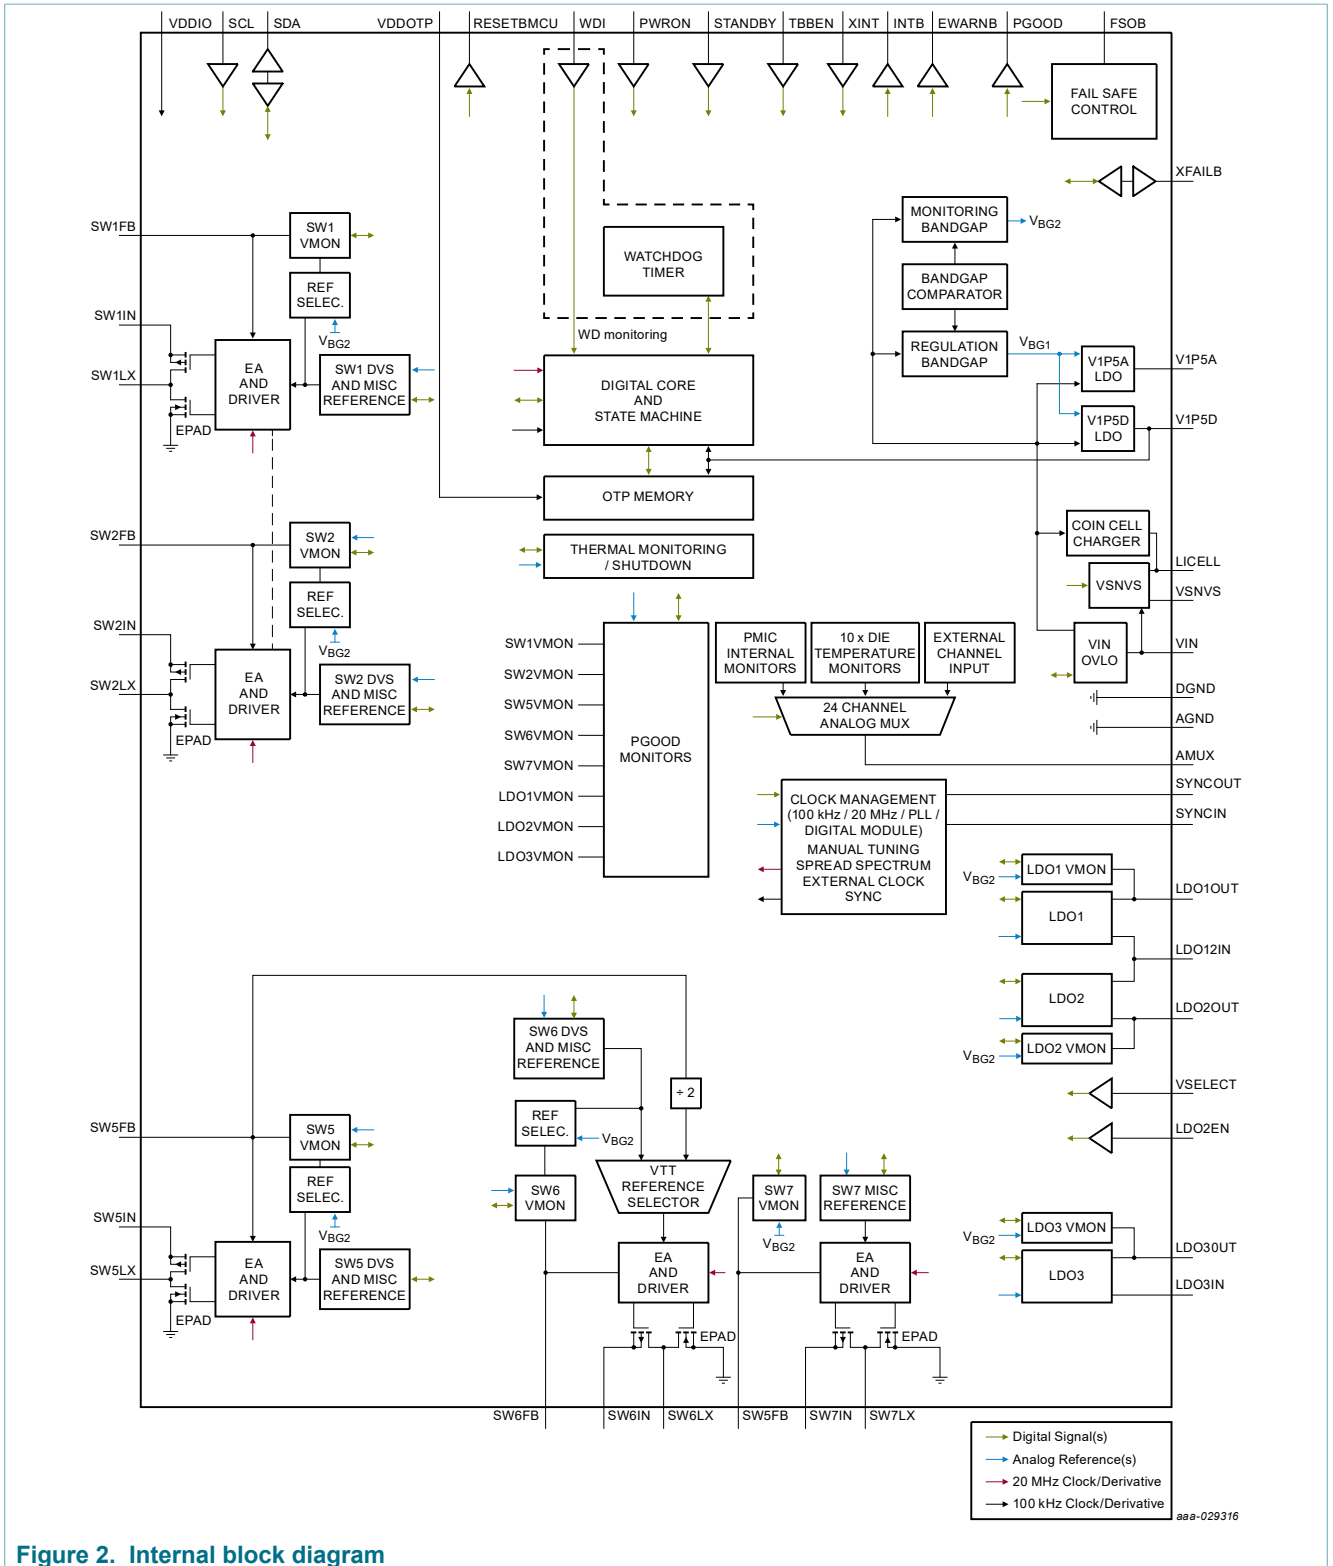 VDDIO SCL SDA VDDOTP RESETBMCU WDI PWRON STANDBY TBBEN XINT INTB EWARNB PGOOD FSOB
FAIL SAFE
CONTROL
XFAILB
MONITORING
BANDGAP
VBG2
BANDGAP
COMPARATOR
REGULATION
BANDGAP
VBG1
V1P5A
LDO
V1P5A
V1P5D
LDO
V1P5D
WATCHDOG
TIMER
WD monitoring
DIGITAL CORE
AND
STATE MACHINE
OTP MEMORY
THERMAL MONITORING
/ SHUTDOWN
SW1FB
SW1
VMON
REF
SELEC.
VBG2
SW1IN
SW1LX
EA
AND
DRIVER
SW1 DVS
AND MISC
REFERENCE
EPAD
SW2FB
SW2
VMON
REF
SELEC.
VBG2
SW2IN
SW2LX
EA
AND
DRIVER
SW2 DVS
AND MISC
REFERENCE
EPAD
COIN CELL
CHARGER
LICELL
VSNVS
VSNVS
VIN
OVLO
VIN
DGND
AGND
AMUX
SW1VMON
SW2VMON
SW5VMON
SW6VMON
SW7VMON
LDO1VMON
LDO2VMON
LDO3VMON
PGOOD
MONITORS
PMIC
INTERNAL
MONITORS
10 x DIE
TEMPERATURE
MONITORS
EXTERNAL
CHANNEL
INPUT
24 CHANNEL
ANALOG MUX
CLOCK MANAGEMENT
(100 kHz / 20 MHz / PLL /
DIGITAL MODULE)
MANUAL TUNING
SPREAD SPECTRUM
EXTERNAL CLOCK
SYNC
SYNCOUT
SYNCIN
LDO1 VMON
VBG2
LDO1OUT
LDO1
LDO12IN
LDO2
LDO2OUT
LDO2 VMON
VBG2
VSELECT
LDO2EN
SW6 DVS
AND MISC
REFERENCE
÷ 2
REF
SELEC.
VBG2
VTT
REFERENCE
SELECTOR
SW6
VMON
EA
AND
DRIVER
EPAD
SW7
VMON
VBG2
SW7 MISC
REFERENCE
EA
AND
DRIVER
EPAD
SW5FB
SW5
VMON
REF
SELEC.
VBG2
SW5IN
SW5LX
EA
AND
DRIVER
SW5 DVS
AND MISC
REFERENCE
EPAD
LDO3 VMON
VBG2
LDO30UT
LDO3
LDO3IN
SW6FB SW6IN SW6LX SW5FB SW7IN SW7LX
Digital Signal(s)
Analog Reference(s)
20 MHz Clock/Derivative
100 kHz Clock/Derivative
aaa-029316
Figure 2. Internal block diagram